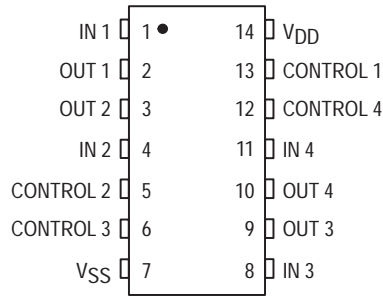 IN 1 1 14 VDD
OUT 1 2 13 CONTROL 1
OUT 2 3 12 CONTROL 4
IN 2 4 11 IN 4
CONTROL 2 5 10 OUT 4
CONTROL 3 6 9 OUT 3
VSS 7 8 IN 3